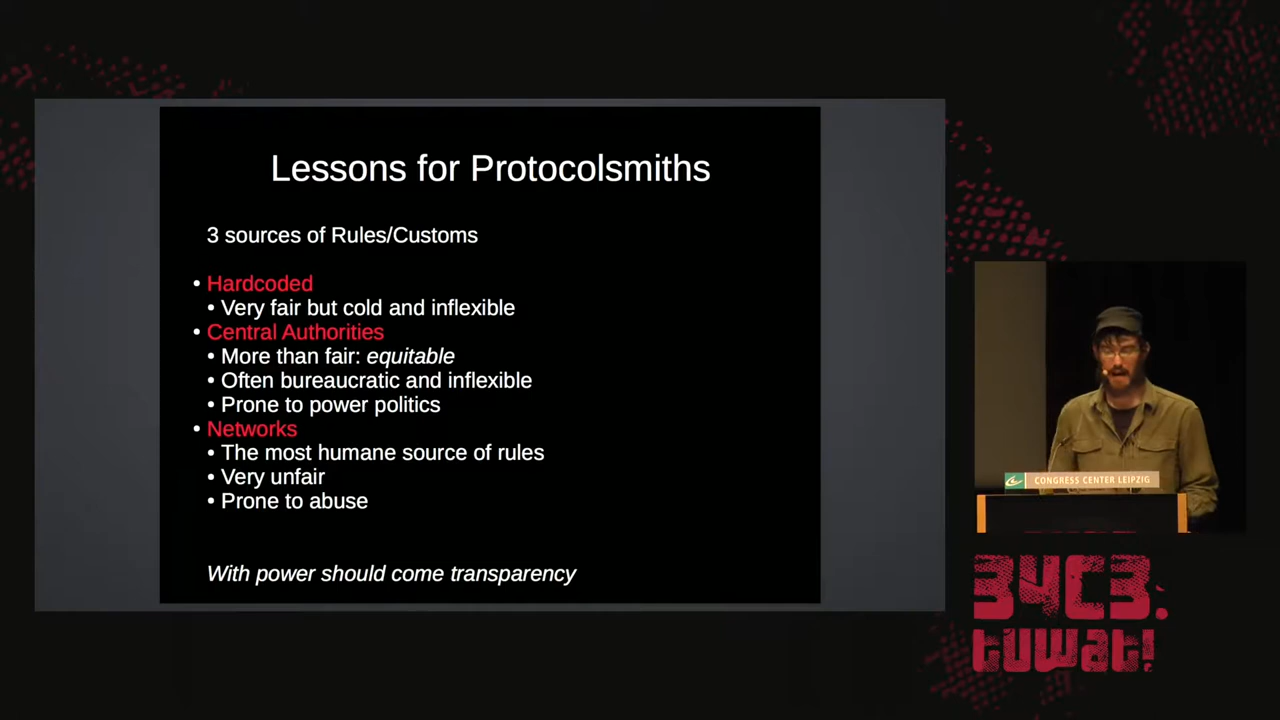 Lessons for Protocolsmiths
3 sources of Rules/Customs
• Hardcoded
• Very fair but cold and inflexible
• Central Authorities
• More than fair: equitable
• Often bureaucratic and inflexible
• Prone to power politics
• Networks
• The most humane source of rules
• Very unfair
• Prone to abuse
With power should come transparency
CONGRESS CENTER LEIPZIG
34C3.
tuwat!